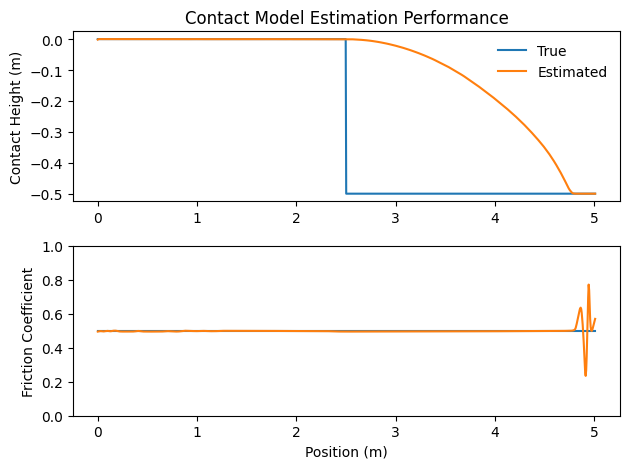 Contact Model Estimation Performance
Contact Height (m)
0.0
−0.1
−0.2
−0.3
−0.4
−0.5
True
Estimated
0 1 2 3 4 5
Friction Coefficient
1.0
0.8
0.6
0.4
0.2
0.0
0 1 2 3 4 5
Position (m)